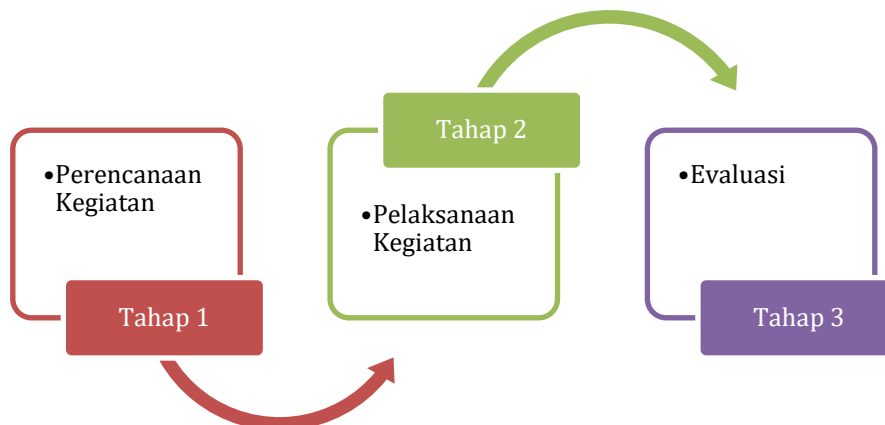 •Perencanaan
Kegiatan
Tahap 1
Tahap 2
•Pelaksanaan
Kegiatan
•Evaluasi
Tahap 3